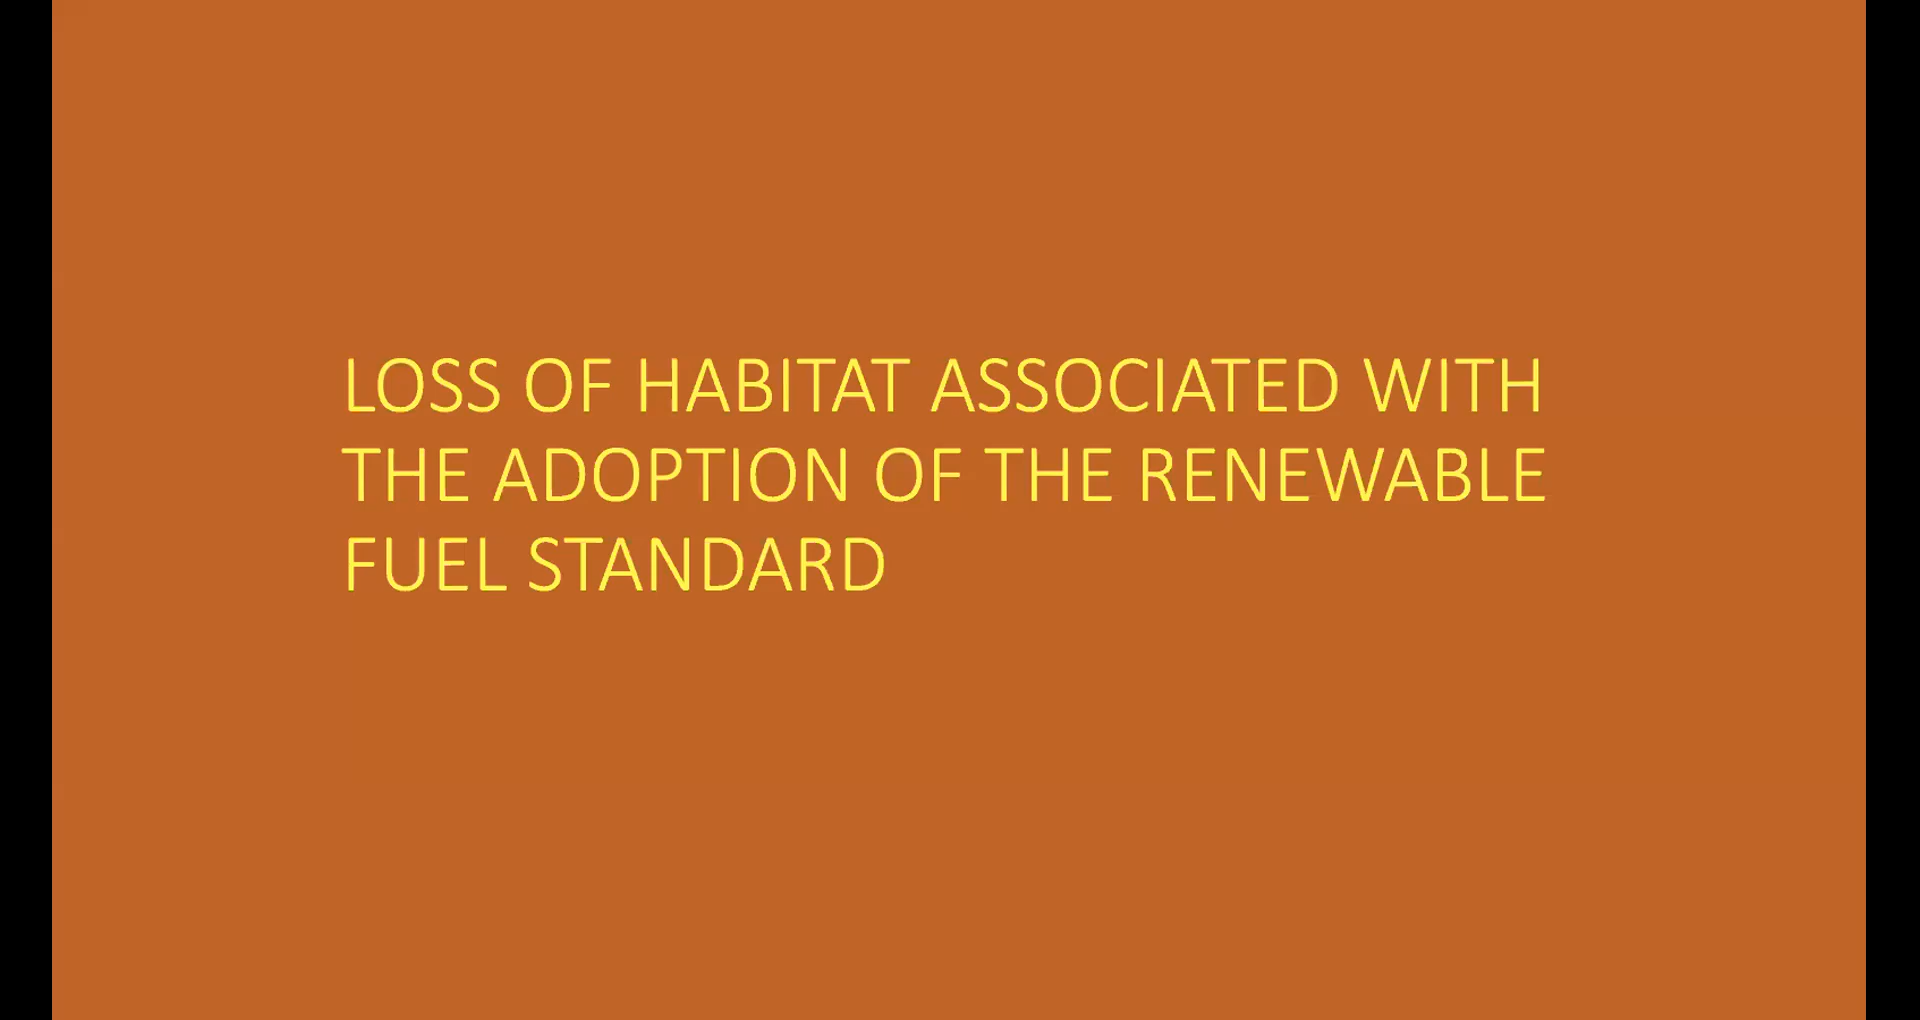 LOSS OF HABITAT ASSOCIATED WITH
THE ADOPTION OF THE RENEWABLE
FUEL STANDARD